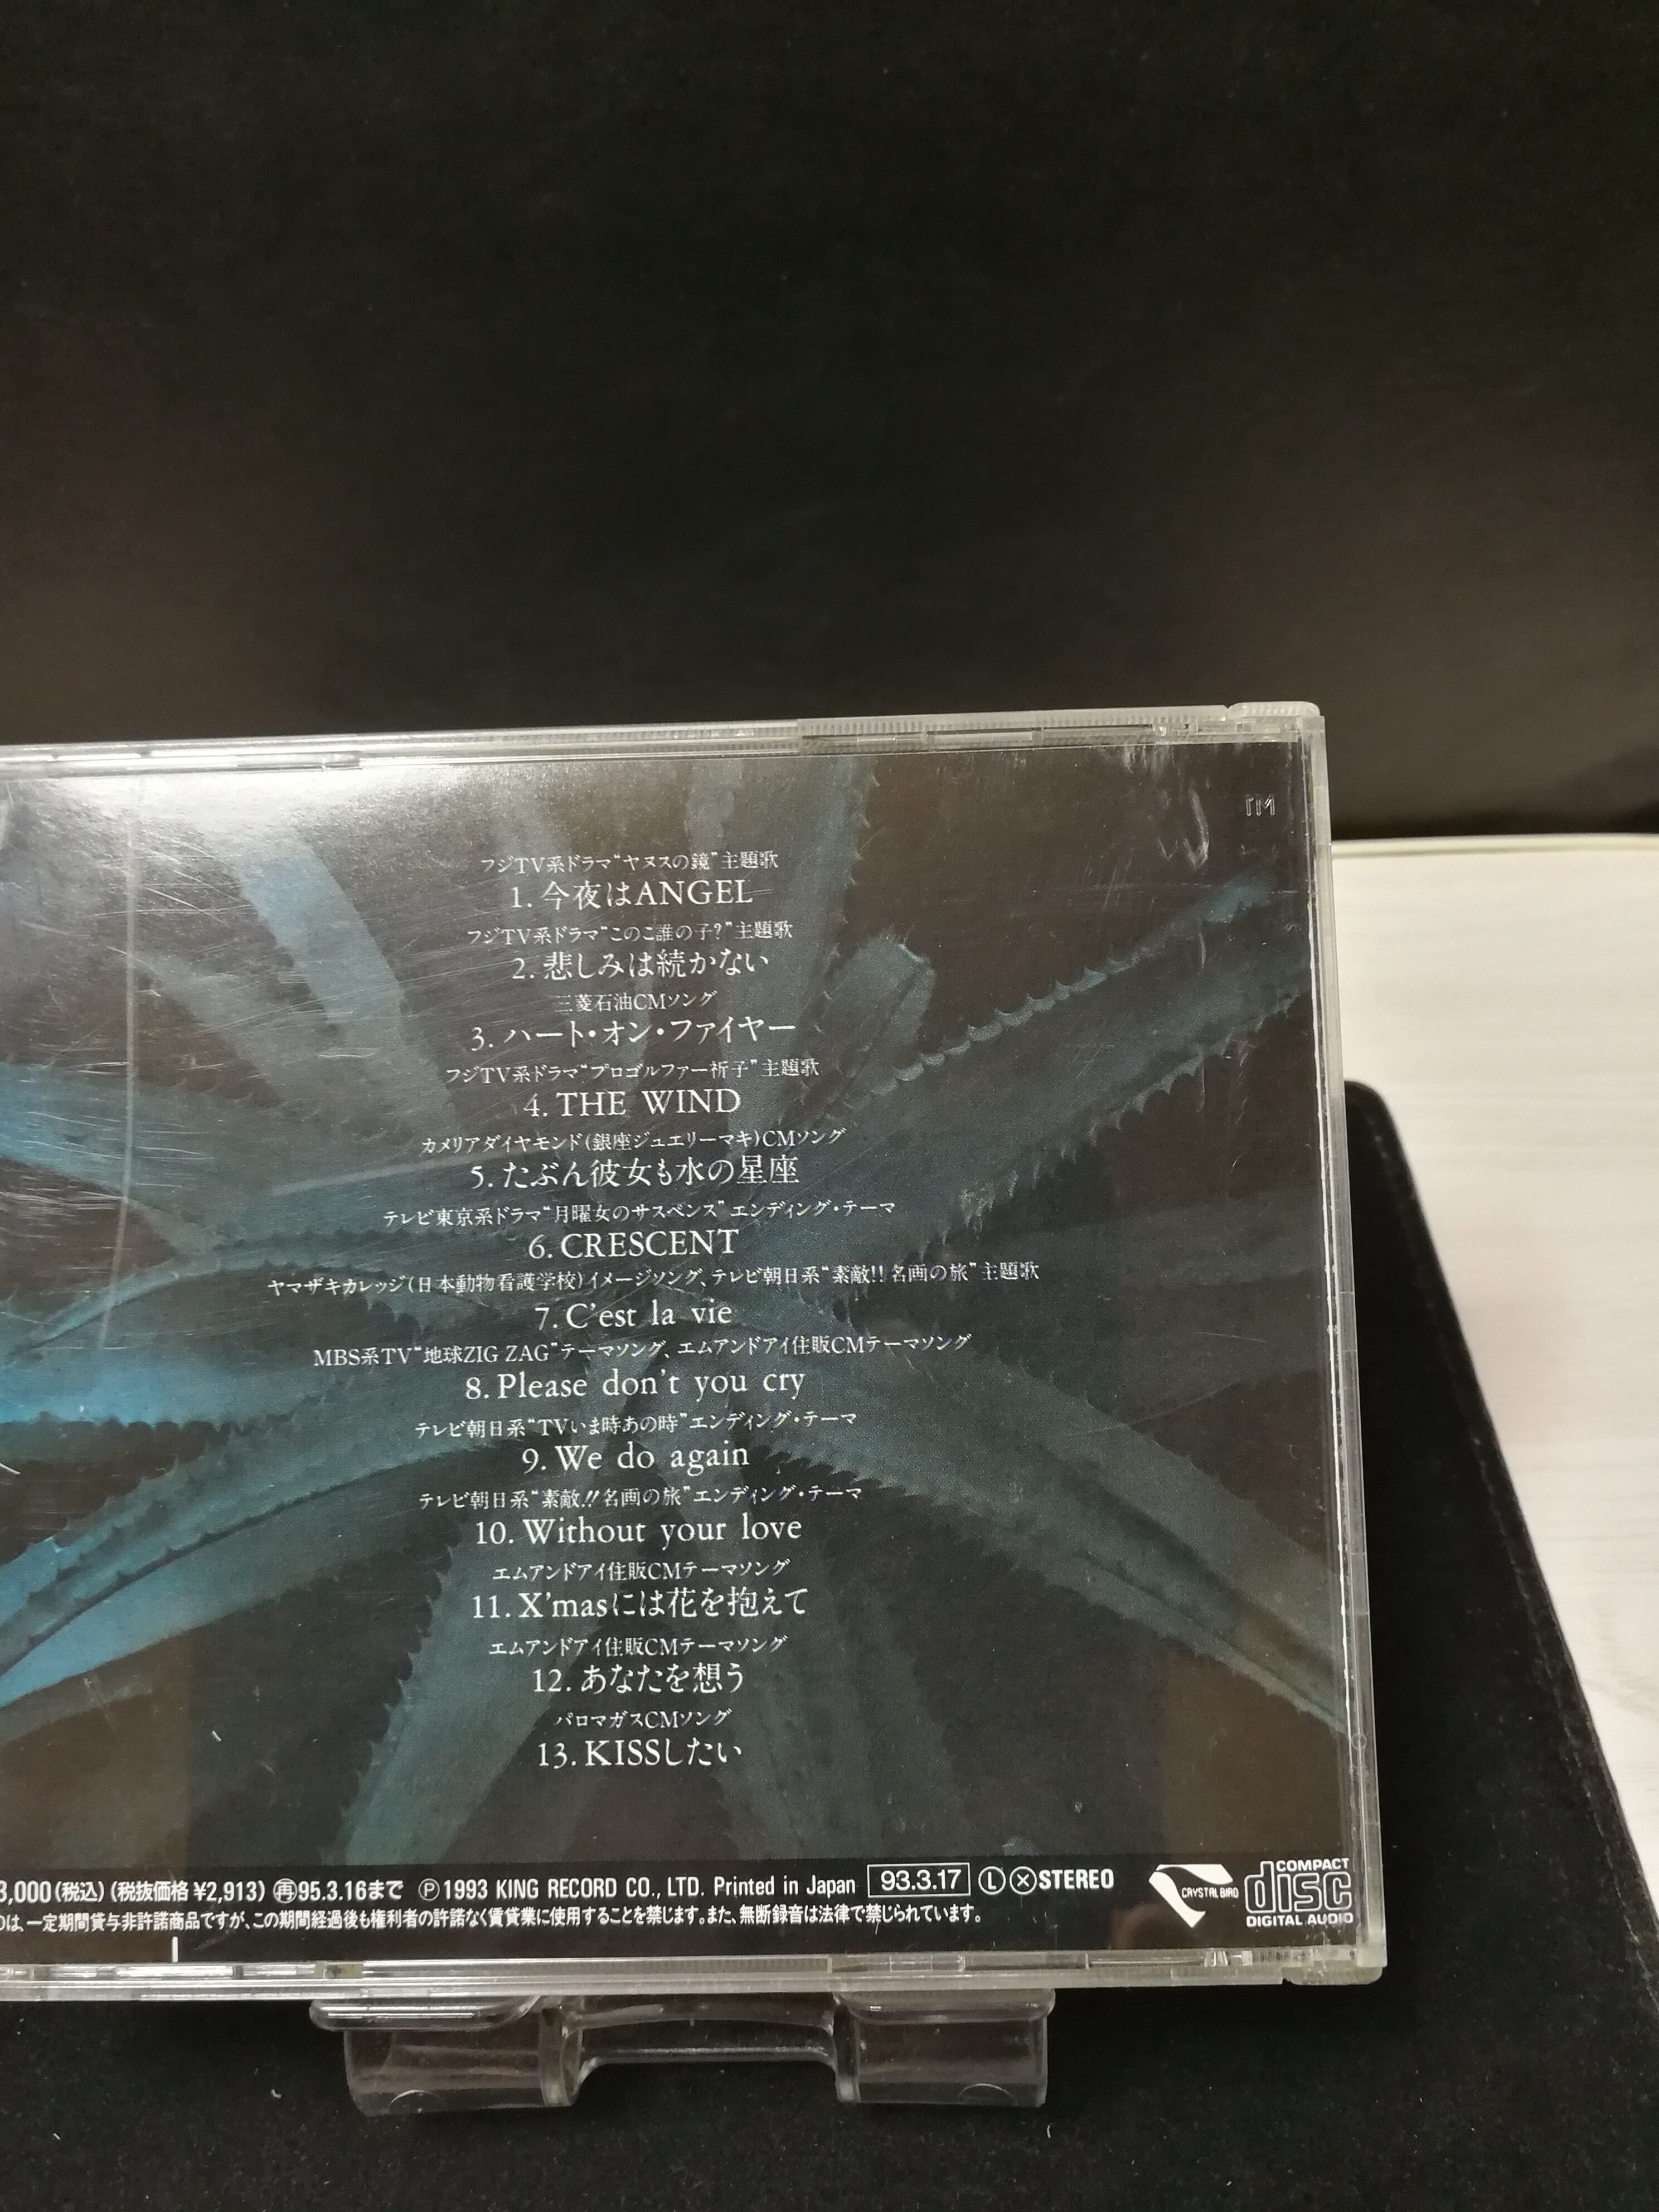 TM
フジTV系ドラマ“ヤヌスの鏡”主題歌
1. 今夜はANGEL
フジTV系ドラマ“このこ誰の子?”主題歌
2. 悲しみは続かない
三菱石油CMソング
3. ハート・オン・ファイヤー
フジTV系ドラマ“プロゴルファー祈子”主題歌
4. THE WIND
カメリアダイヤモンド(銀座ジュエリーマキ)CMソング
5. たぶん彼女も水の星座
テレビ東京系ドラマ“月曜女のサスペンス”エンディング・テーマ
6. CRESCENT
ヤマザキカレッジ(日本動物看護学校)イメージソング、テレビ朝日系“素敵!!名画の旅”主題歌
7. C'est la vie
MBS系TV“地球ZIG ZAG”テーマソング、エムアンドアイ住販CMテーマソング
8. Please don't you cry
テレビ朝日系“TVいま時あの時”エンディング・テーマ
9. We do again
テレビ朝日系“素敵!!名画の旅”エンディング・テーマ
10. Without your love
エムアンドアイ住販CMテーマソング
11. X'masには花を抱えて
エムアンドアイ住販CMテーマソング
12. あなたを想う
パロマガスCMソング
13. KISSしたい
3,000(税込)(税抜価格¥2,913) 再95.3.16まで Ⓟ1993 KING RECORD CO., LTD. Printed in Japan 93.3.17 Ⓛ Ⓧ STEREO
は、一定期間貸与非許諾商品ですが、この期間経過後も権利者の許諾なく賃貸業に使用することを禁じます。また、無断録音は法律で禁じられています。
CRYSTAL BIRD
COMPACT
disc
DIGITAL AUDIO